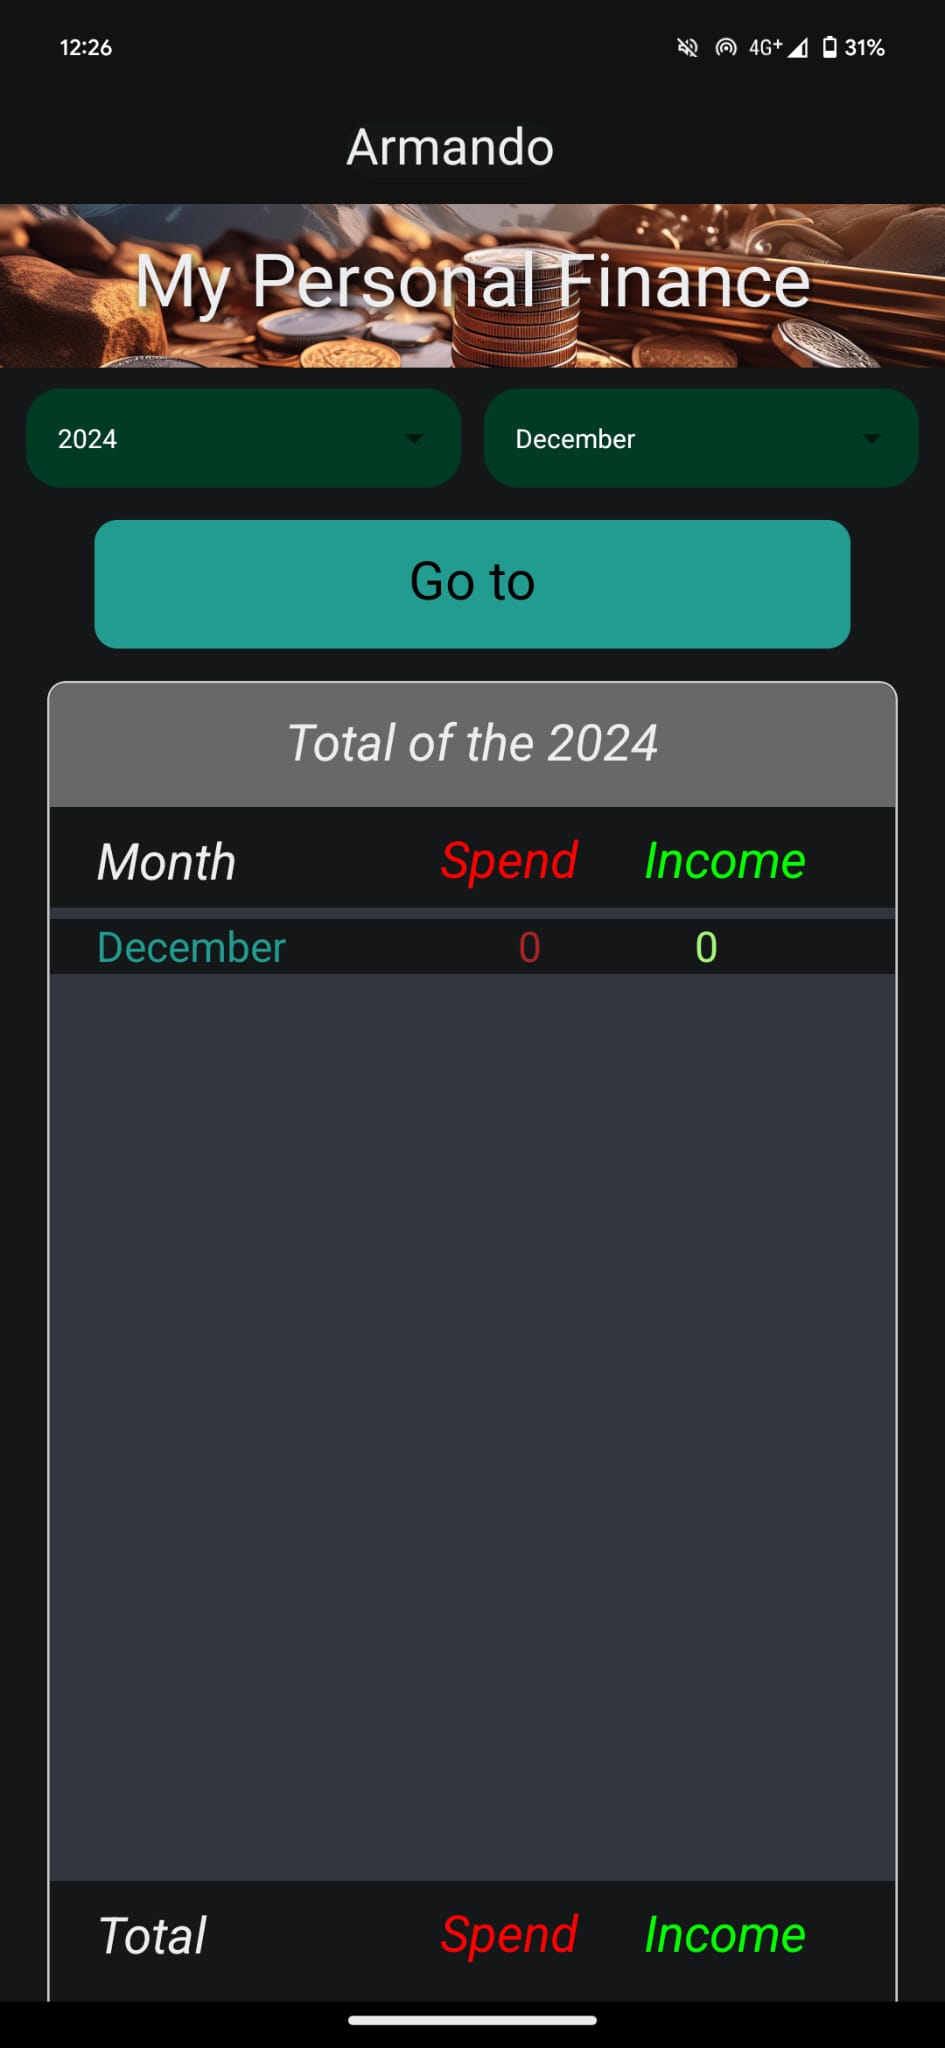 12:26 4G+ 31%
Armando
My Personal Finance
2024 December
Go to
Total of the 2024
Month Spend Income
December 0 0
Total Spend Income